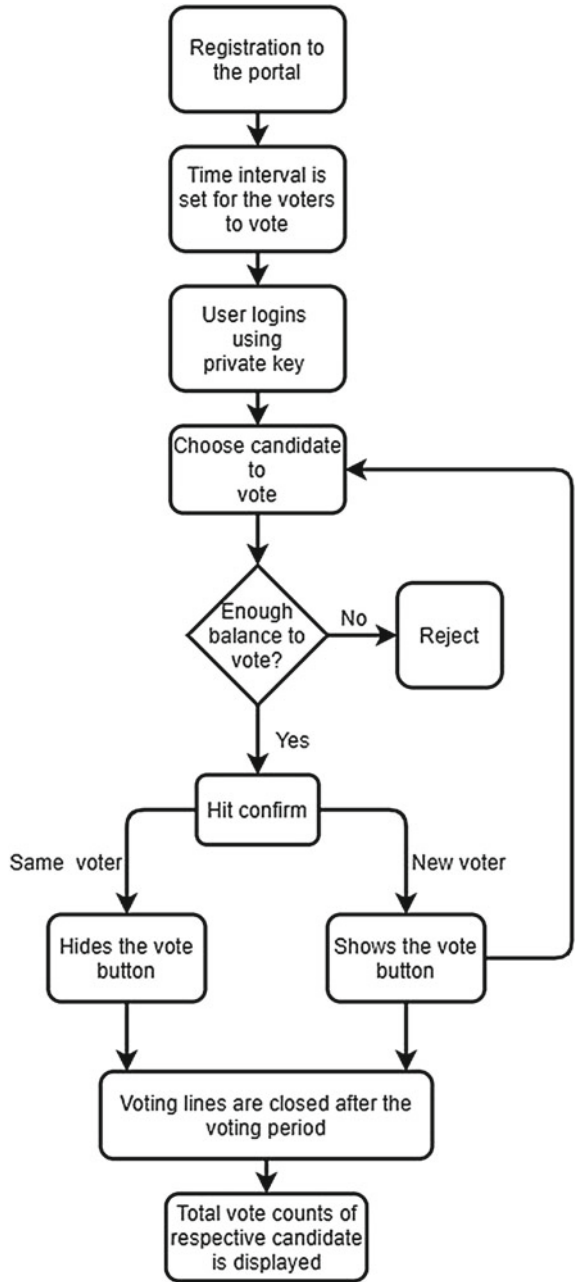 Registration to
the portal
Time interval is
set for the voters
to vote
User logins
using
private key
Choose candidate
to
vote
Enough
balance to
vote?
No
Reject
Yes
Hit confirm
Same voter
New voter
Hides the vote
button
Shows the vote
button
Voting lines are closed after the
voting period
Total vote counts of
respective candidate
is displayed